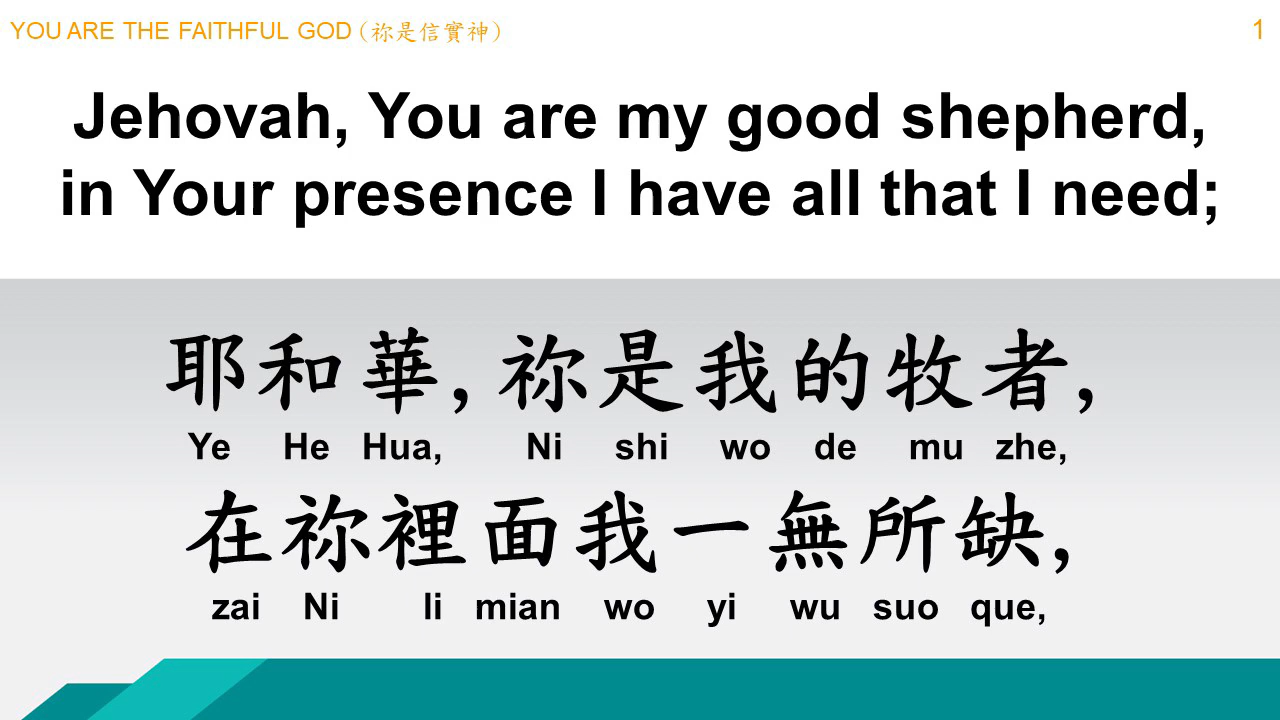 YOU ARE THE FAITHFUL GOD (祢是信實神)
1
Jehovah, You are my good shepherd,
in Your presence I have all that I need;
耶和華,祢是我的牧者,
Ye He Hua, Ni shi wo de mu zhe,
在祢裡面我一無所缺,
zai Ni li mian wo yi wu suo que,